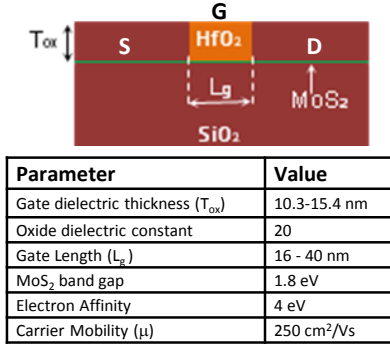 G
Tox
S
HfO₂
D
Lg
MoS₂
SiO₂
Parameter Value
Gate dielectric thickness (Tox) 10.3-15.4 nm
Oxide dielectric constant 20
Gate Length (Lg) 16 - 40 nm
MoS₂ band gap 1.8 eV
Electron Affinity 4 eV
Carrier Mobility (μ) 250 cm²/Vs